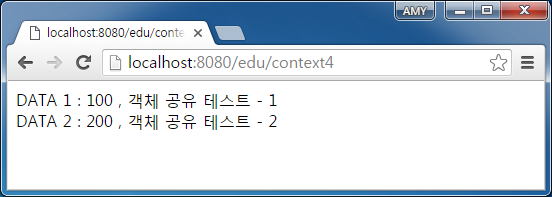 AMY
localhost:8080/edu/conte
localhost:8080/edu/context4
DATA 1 : 100 , 객체 공유 테스트 - 1
DATA 2 : 200 , 객체 공유 테스트 - 2